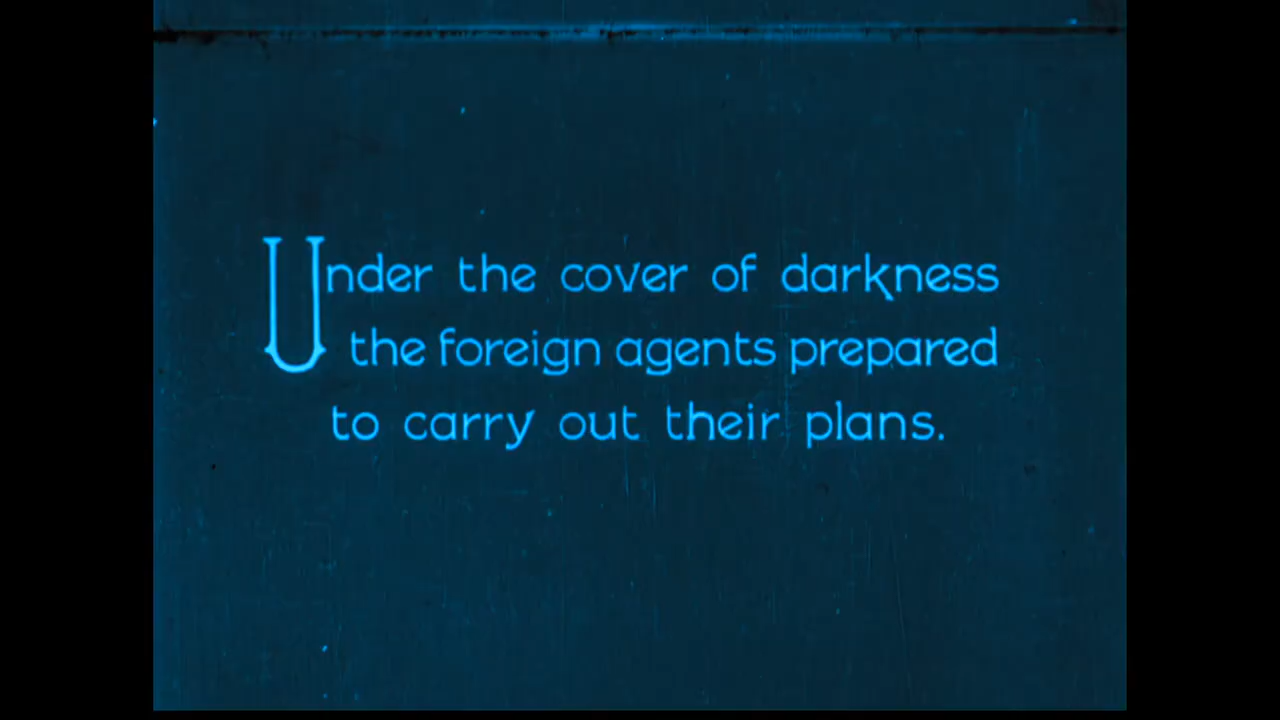 Under the cover of darkness
the foreign agents prepared
to carry out their plans.